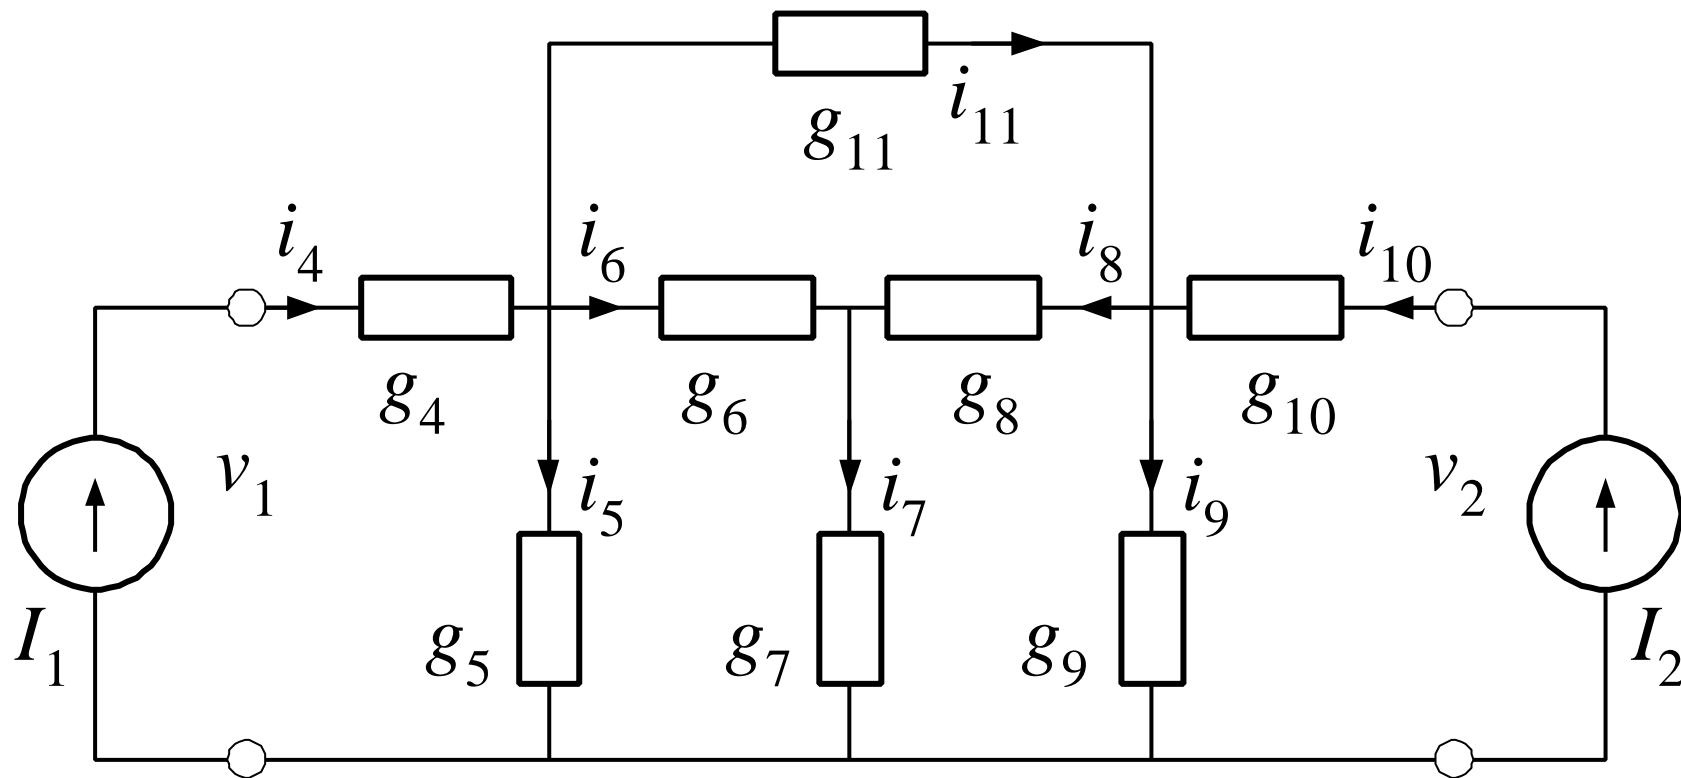 g₁₁
i₁₁
i₄
i₆
i₈
i₁₀
g₄
g₆
g₈
g₁₀
v₁
i₅
i₇
i₉
v₂
I₁
g₅
g₇
g₉
I₂